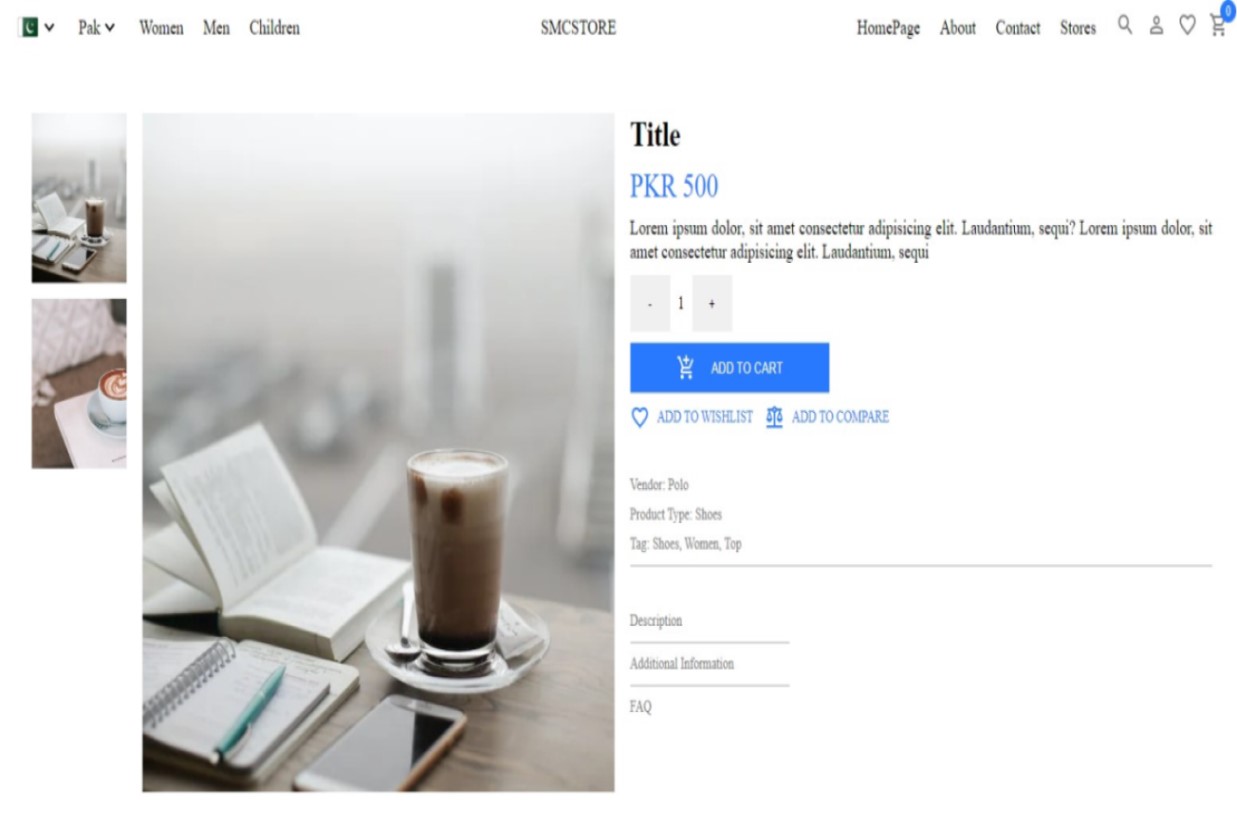 Pak Women Men Children SMCSTORE HomePage About Contact Stores 0
Title
PKR 500
Lorem ipsum dolor, sit amet consectetur adipisicing elit. Laudantium, sequi? Lorem ipsum dolor, sit
amet consectetur adipisicing elit. Laudantium, sequi
- 1 +
ADD TO CART
ADD TO WISHLIST ADD TO COMPARE
Vendor: Polo
Product Type: Shoes
Tag: Shoes, Women, Top
Description
Additional Information
FAQ